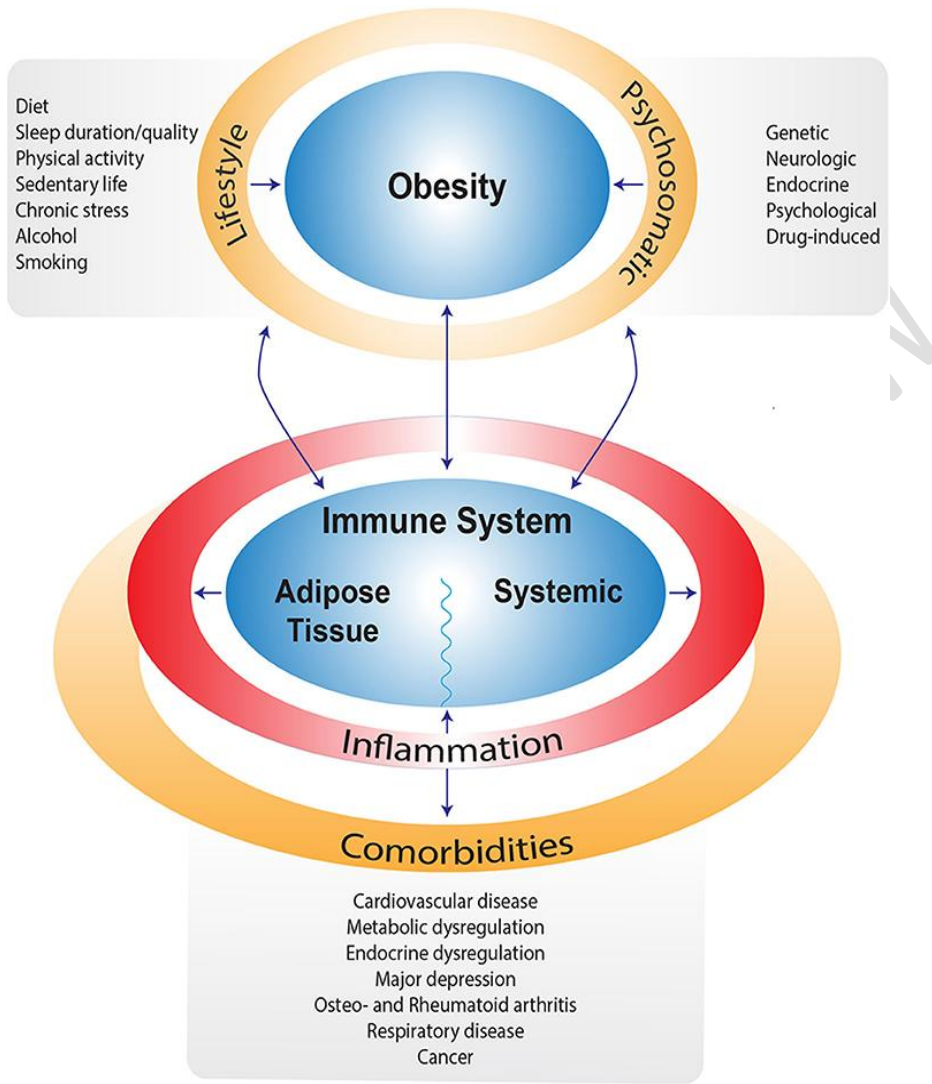 Diet
Sleep duration/quality
Physical activity
Sedentary life
Chronic stress
Alcohol
Smoking
Lifestyle
Obesity
Psychosomatic
Genetic
Neurologic
Endocrine
Psychological
Drug-induced
Immune System
Adipose
Tissue
Systemic
Inflammation
Comorbidities
Cardiovascular disease
Metabolic dysregulation
Endocrine dysregulation
Major depression
Osteo- and Rheumatoid arthritis
Respiratory disease
Cancer